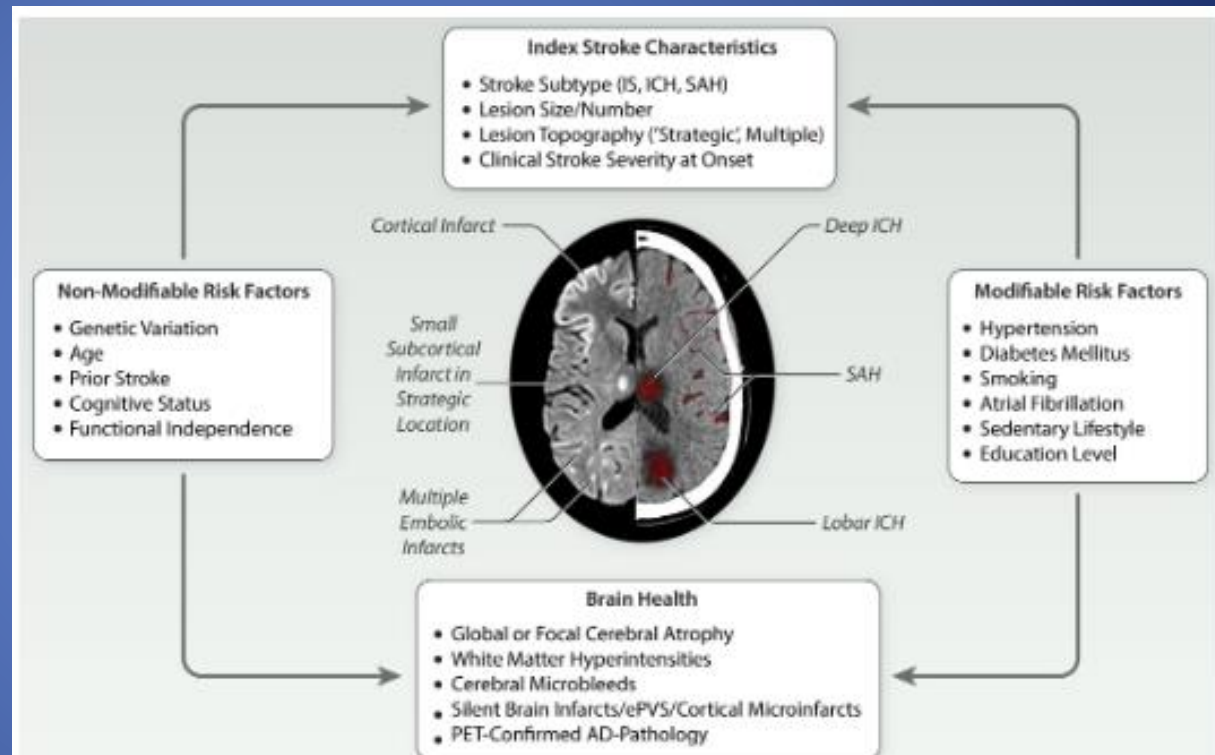 Index Stroke Characteristics
• Stroke Subtype (IS, ICH, SAH)
• Lesion Size/Number
• Lesion Topography ('Strategic', Multiple)
• Clinical Stroke Severity at Onset
Non-Modifiable Risk Factors
• Genetic Variation
• Age
• Prior Stroke
• Cognitive Status
• Functional Independence
Cortical Infarct
Small
Subcortical
Infarct in
Strategic
Location
Multiple
Embolic
Infarcts
Deep ICH
SAH
Lobar ICH
Modifiable Risk Factors
• Hypertension
• Diabetes Mellitus
• Smoking
• Atrial Fibrillation
• Sedentary Lifestyle
• Education Level
Brain Health
• Global or Focal Cerebral Atrophy
• White Matter Hyperintensities
• Cerebral Microbleeds
• Silent Brain Infarcts/ePVS/Cortical Microinfarcts
• PET-Confirmed AD-Pathology